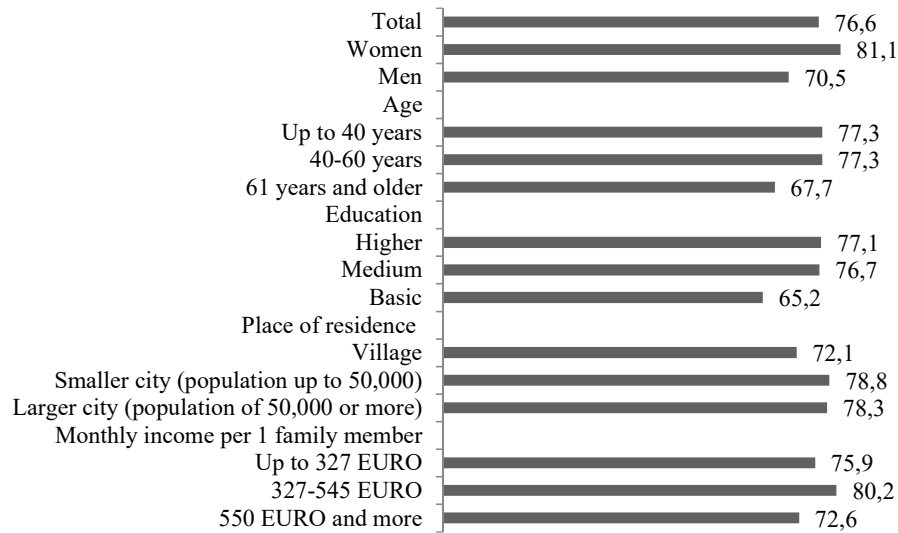 Total 76,6
Women 81,1
Men 70,5
Age
Up to 40 years 77,3
40-60 years 77,3
61 years and older 67,7
Education
Higher 77,1
Medium 76,7
Basic 65,2
Place of residence
Village 72,1
Smaller city (population up to 50,000) 78,8
Larger city (population of 50,000 or more) 78,3
Monthly income per 1 family member
Up to 327 EURO 75,9
327-545 EURO 80,2
550 EURO and more 72,6